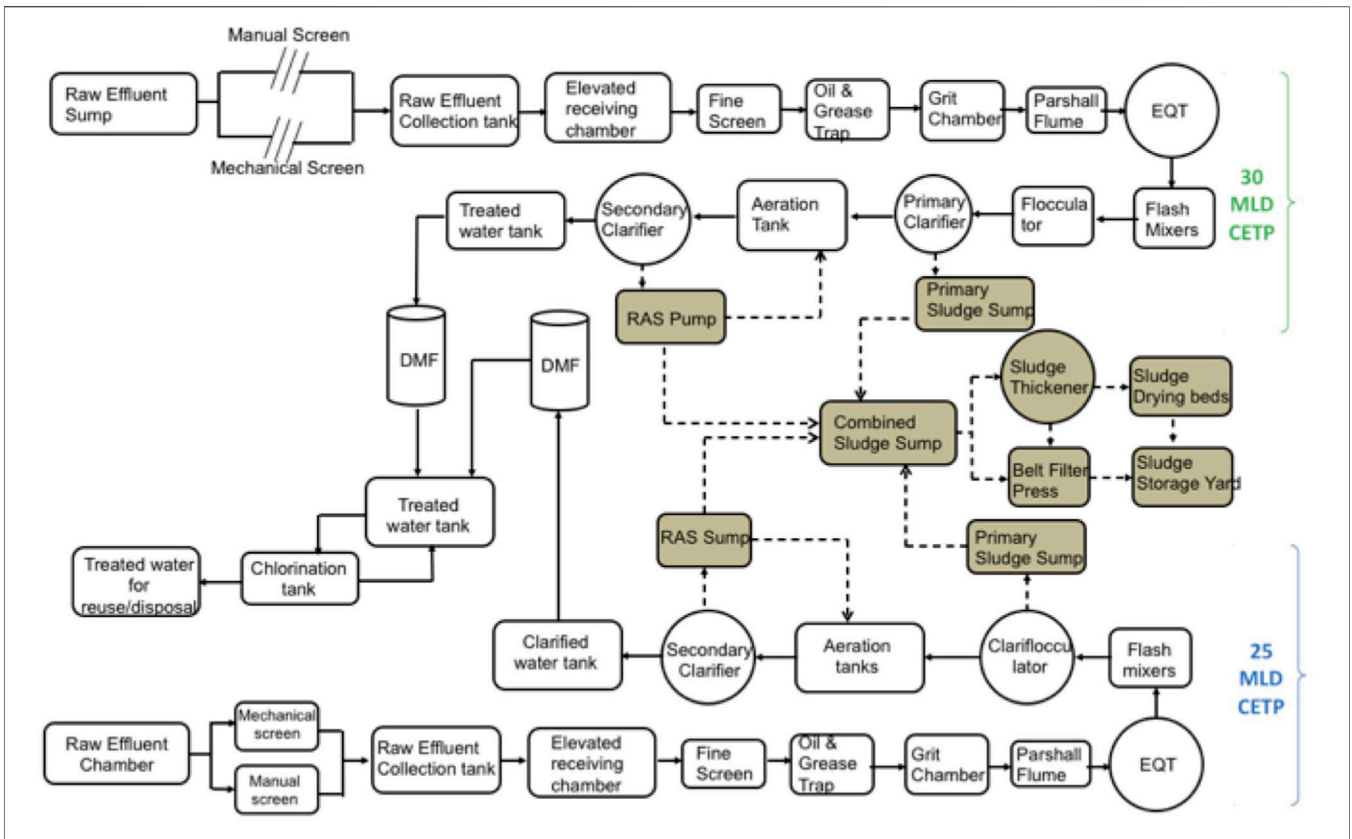 Manual Screen
Raw Effluent
Sump
Mechanical Screen
Raw Effluent
Collection tank
Elevated
receiving
chamber
Fine
Screen
Oil &
Grease
Trap
Grit
Chamber
Parshall
Flume
EQT
30
MLD
CETP
Treated
water tank
Secondary
Clarifier
Aeration
Tank
Primary
Clarifier
Floccula
tor
Flash
Mixers
RAS Pump
Primary
Sludge Sump
DMF
DMF
Sludge
Thickener
Sludge
Drying beds
Combined
Sludge Sump
Belt Filter
Press
Sludge
Storage Yard
Treated
water tank
RAS Sump
Primary
Sludge Sump
Treated water
for
reuse/disposal
Chlorination
tank
Clarified
water tank
Secondary
Clarifier
Aeration
tanks
Clarifloccu
lator
Flash
mixers
25
MLD
CETP
Raw Effluent
Chamber
Mechanical
screen
Manual
screen
Raw Effluent
Collection tank
Elevated
receiving
chamber
Fine
Screen
Oil &
Grease
Trap
Grit
Chamber
Parshall
Flume
EQT